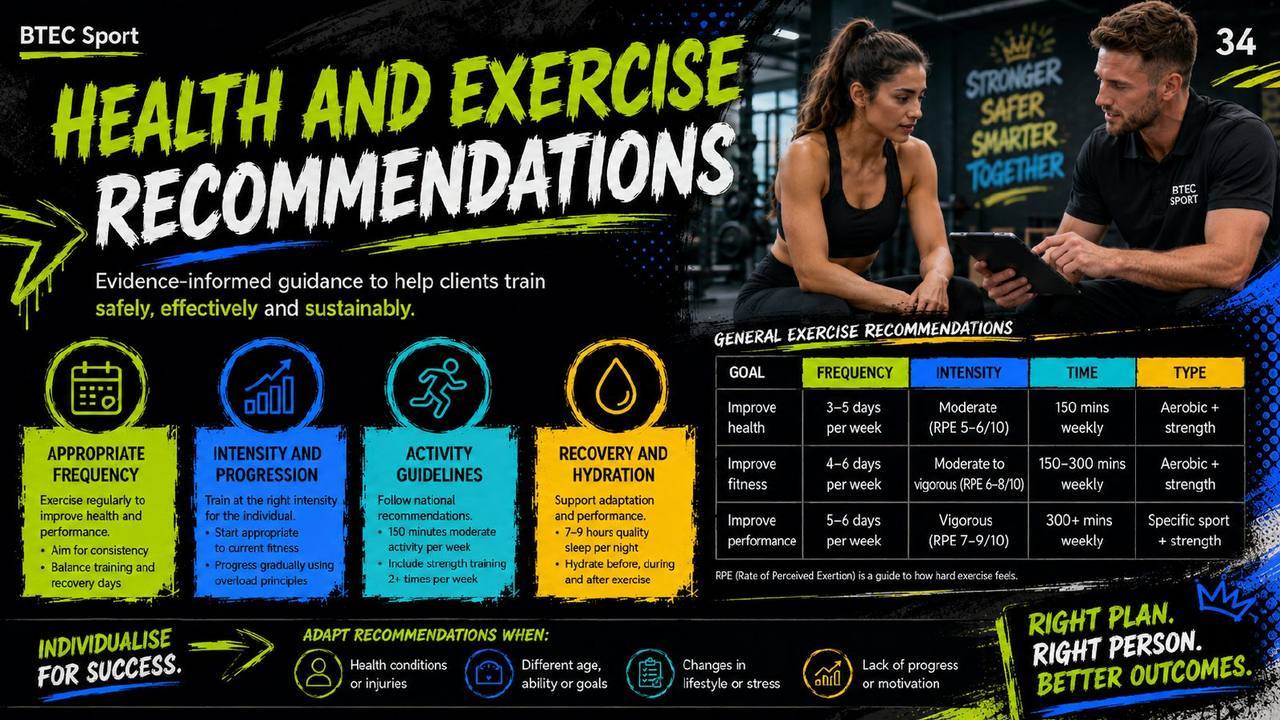 BTEC Sport
34
HEALTH AND EXERCISE
RECOMMENDATIONS
Evidence-informed guidance to help clients train
safely, effectively and sustainably.
STRONGER
SAFER
SMARTER
TOGETHER
BTEC
SPORT
APPROPRIATE
FREQUENCY
Exercise regularly to
improve health and
performance.
• Aim for consistency
• Balance training and
recovery days
INTENSITY AND
PROGRESSION
Train at the right intensity
for the individual.
• Start appropriate
to current fitness
• Progress gradually using
overload principles
ACTIVITY
GUIDELINES
Follow national
recommendations.
• 150 minutes moderate
activity per week
• Include strength training
2+ times per week
RECOVERY AND
HYDRATION
Support adaptation
and performance.
• 7–9 hours quality
sleep per night
• Hydrate before, during
and after exercise
GENERAL EXERCISE RECOMMENDATIONS
GOAL FREQUENCY INTENSITY TIME TYPE
Improve 3–5 days Moderate 150 mins Aerobic +
health per week (RPE 5–6/10) weekly strength
Improve 4–6 days Moderate to 150–300 mins Aerobic +
fitness per week vigorous (RPE 6–8/10) weekly strength
Improve 5–6 days Vigorous 300+ mins Specific sport
performance per week (RPE 7–9/10) weekly + strength
RPE (Rate of Perceived Exertion) is a guide to how hard exercise feels.
INDIVIDUALISE
FOR SUCCESS.
ADAPT RECOMMENDATIONS WHEN:
Health conditions
or injuries
Different age,
ability or goals
Changes in
lifestyle or stress
Lack of progress
or motivation
RIGHT PLAN.
RIGHT PERSON.
BETTER OUTCOMES.